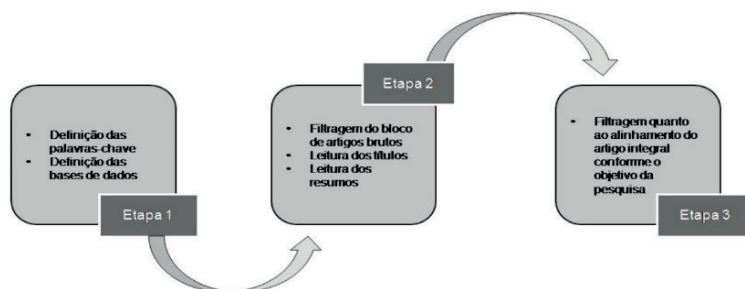 • Definição das
palavras-chave
• Definição das
bases de dados
Etapa 1
Etapa 2
• Filtragem do bloco
de artigos brutos
• Leitura dos títulos
• Leitura dos
resumos
• Filtragem quanto
ao alinhamento do
artigo integral
conforrme o
objetivo da
pesquisa
Etapa 3